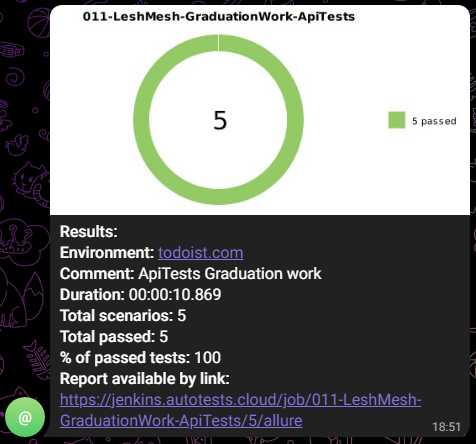 011-LeshMesh-GraduationWork-ApiTests
5
5 passed
Results:
Environment: todoist.com
Comment: ApiTests Graduation work
Duration: 00:00:10.869
Total scenarios: 5
Total passed: 5
% of passed tests: 100
Report available by link:
https://jenkins.autotests.cloud/job/011-LeshMesh-
GraduationWork-ApiTests/5/allure
@
18:51